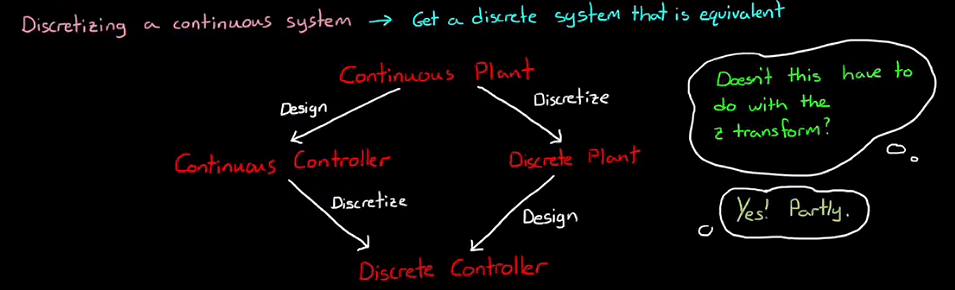 Discretizing a continuous system → Get a discrete system that is equivalent
Continuous Plant
Design
Discretize
Continuous Controller
Discrete Plant
Discretize
Design
Discrete Controller
Doesn't this have to
do with the
z transform?
Yes! Partly.